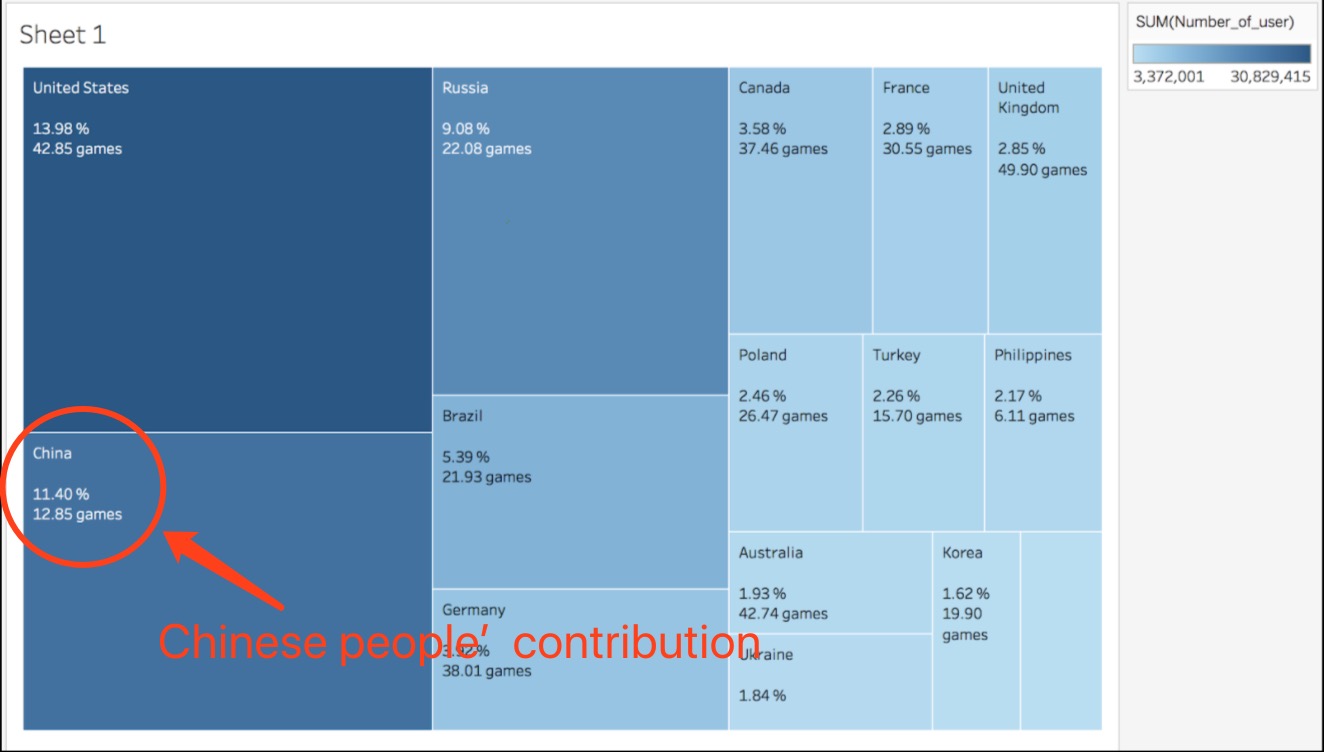 Sheet 1
SUM(Number_of_user)
3,372,001 30,829,415
United States
13.98 %
42.85 games
China
11.40 %
12.85 games
Russia
9.08 %
22.08 games
Brazil
5.39 %
21.93 games
Germany
3.92 %
38.01 games
Canada
3.58 %
37.46 games
France
2.89 %
30.55 games
United
Kingdom
2.85 %
49.90 games
Poland
2.46 %
26.47 games
Turkey
2.26 %
15.70 games
Philippines
2.17 %
6.11 games
Australia
1.93 %
42.74 games
Ukraine
1.84 %
Korea
1.62 %
19.90
games
Chinese people’ contribution